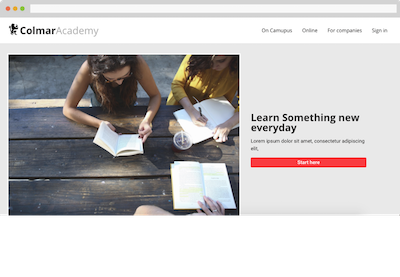 ColmarAcademy
On Camupus Online For companies Sign in
Learn Something new
everyday
Lorem ipsum dolor sit amet, consectetur adipiscing
elit,
Start here